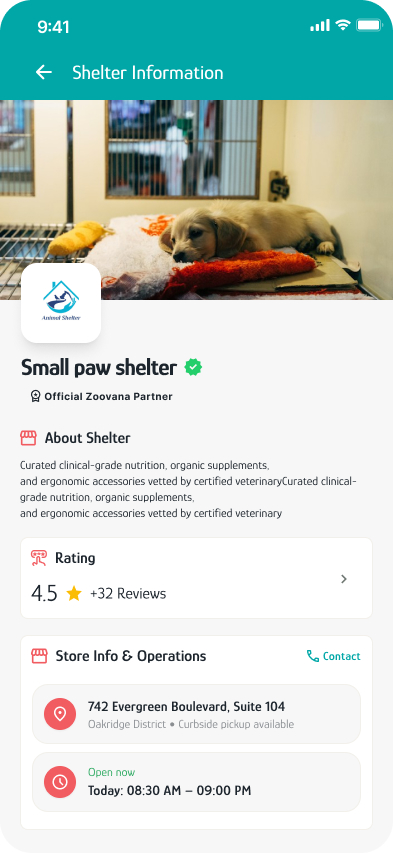 9:41
Shelter Information
Animal Shelter
Small paw shelter
Official Zoovana Partner
About Shelter
Curated clinical-grade nutrition, organic supplements,
and ergonomic accessories vetted by certified veterinaryCurated clinical-
grade nutrition, organic supplements,
and ergonomic accessories vetted by certified veterinary
Rating
4.5 +32 Reviews
Store Info & Operations
Contact
742 Evergreen Boulevard, Suite 104
Oakridge District • Curbside pickup available
Open now
Today: 08:30 AM – 09:00 PM